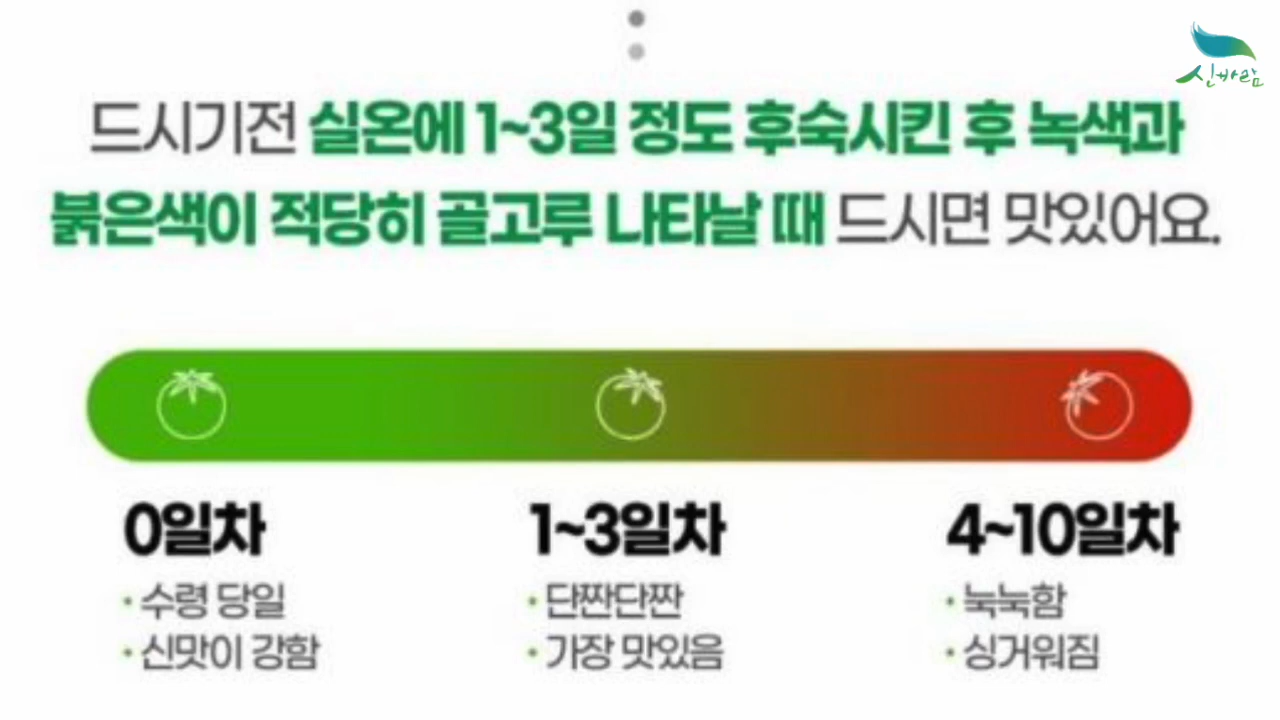 신바람
드시기전 실온에 1~3일 정도 후숙시킨 후 녹색과
붉은색이 적당히 골고루 나타날 때 드시면 맛있어요.
0일차
• 수령 당일
• 신맛이 강함
1~3일차
• 단짠단짠
• 가장 맛있음
4~10일차
• 눅눅함
• 싱거워짐